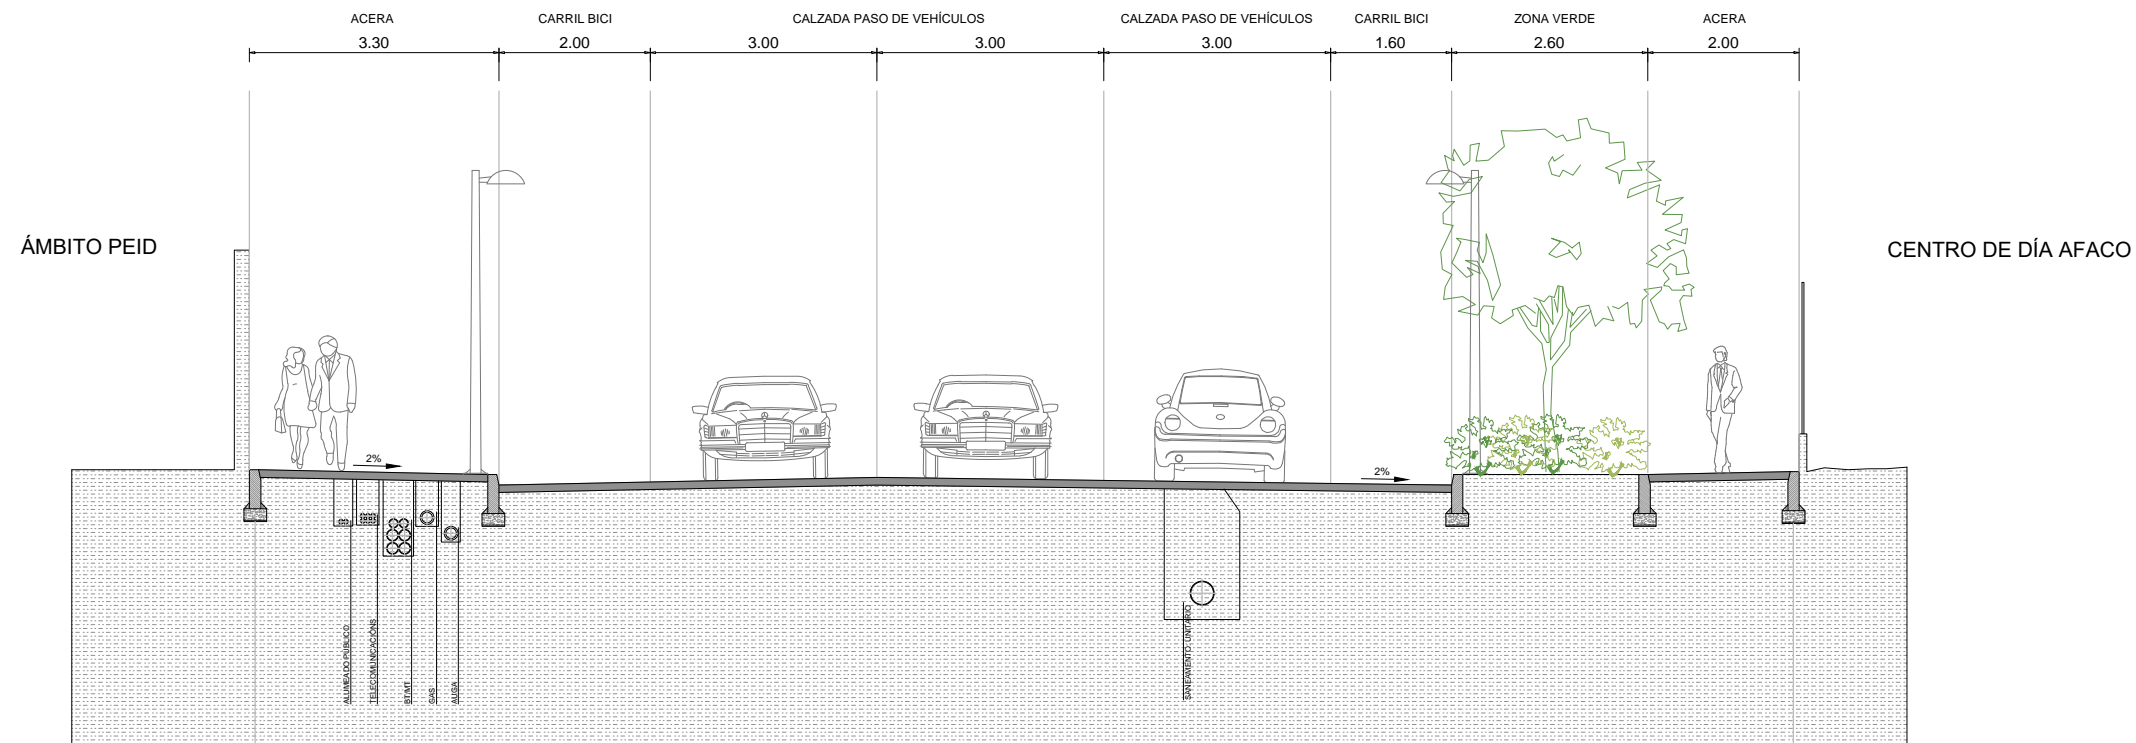 ACERA CARRIL BICI CALZADA PASO DE VEHÍCULOS CALZADA PASO DE VEHÍCULOS CARRIL BICI ZONA VERDE ACERA
3.30 2.00 3.00 3.00 3.00 1.60 2.60 2.00
ÁMBITO PEID
CENTRO DE DÍA AFACO
2%
2%
ALUMEADO PÚBLICO
TELECOMUNICACIÓNS
BT/MT
GAS
AUGA
SANEAMENTO UNITARIO